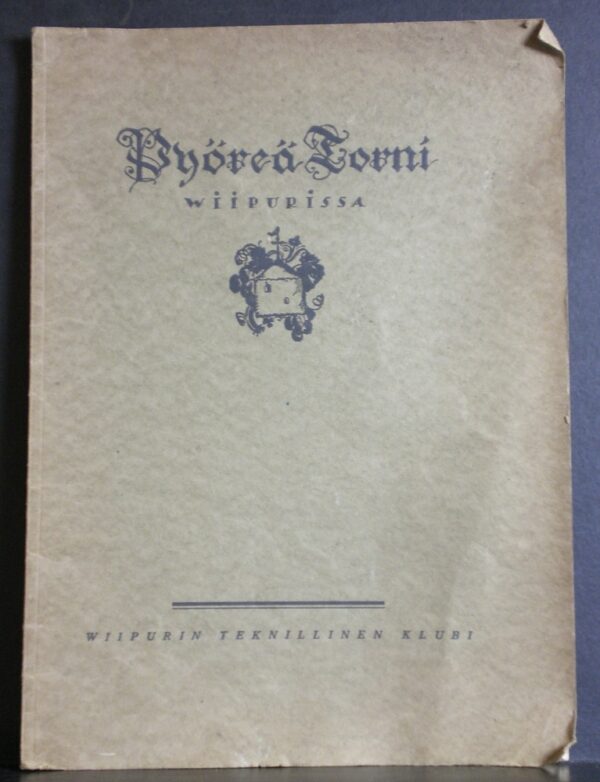 Pyöreä Torni
WIIPURISSA
WIIPURIN TEKNILLINEN KLUBI